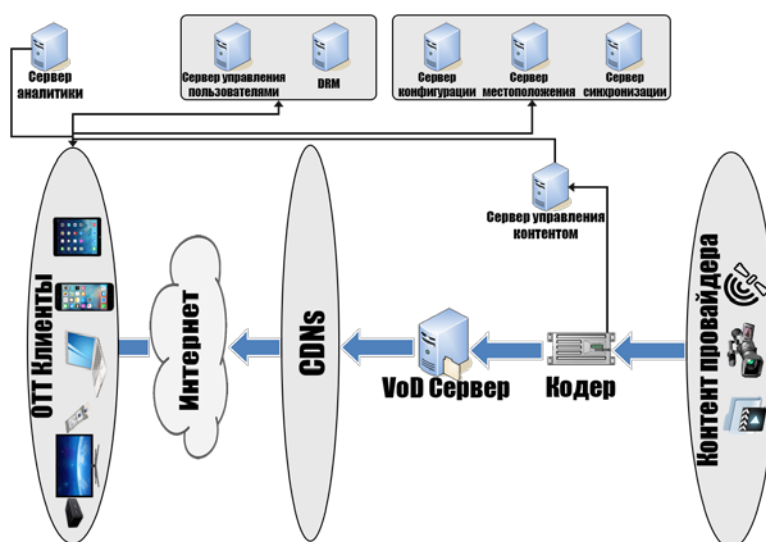 Сервер
аналитики
Сервер управления
пользователями
DRM
Сервер
конфигурации
Сервер
местоположения
Сервер
синхронизации
Сервер управления
контентом
ОТТ Клиенты
Интернет
CDNs
VoD Сервер
Кодер
Контент провайдера